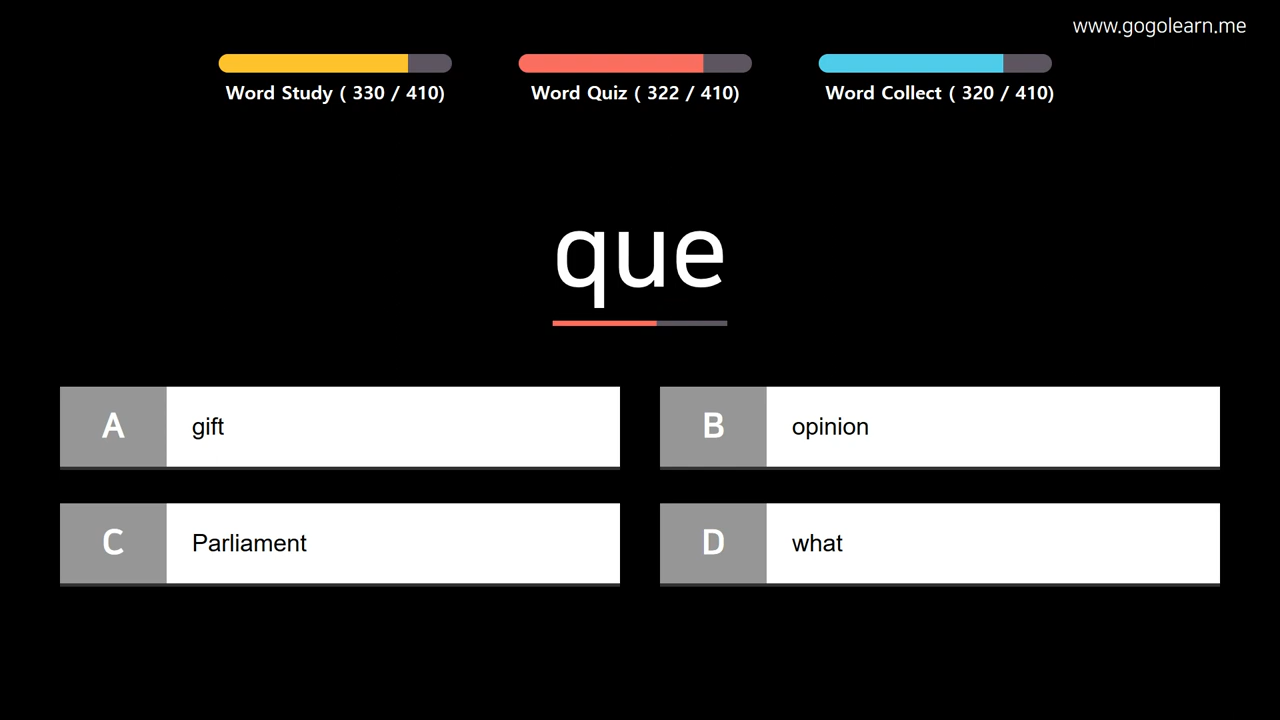 www.gogolearn.me
Word Study ( 330 / 410)
Word Quiz ( 322 / 410)
Word Collect ( 320 / 410)
que
A gift
B opinion
C Parliament
D what